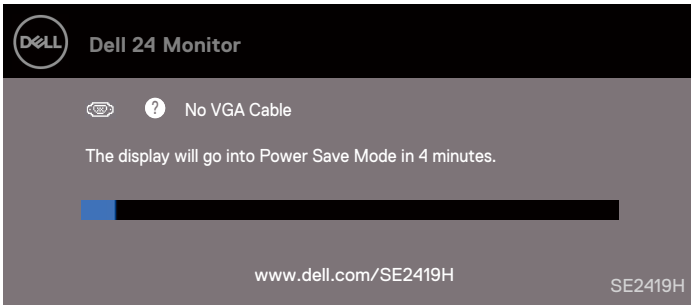 DELL
Dell 24 Monitor
? No VGA Cable
The display will go into Power Save Mode in 4 minutes.
www.dell.com/SE2419H
SE2419H